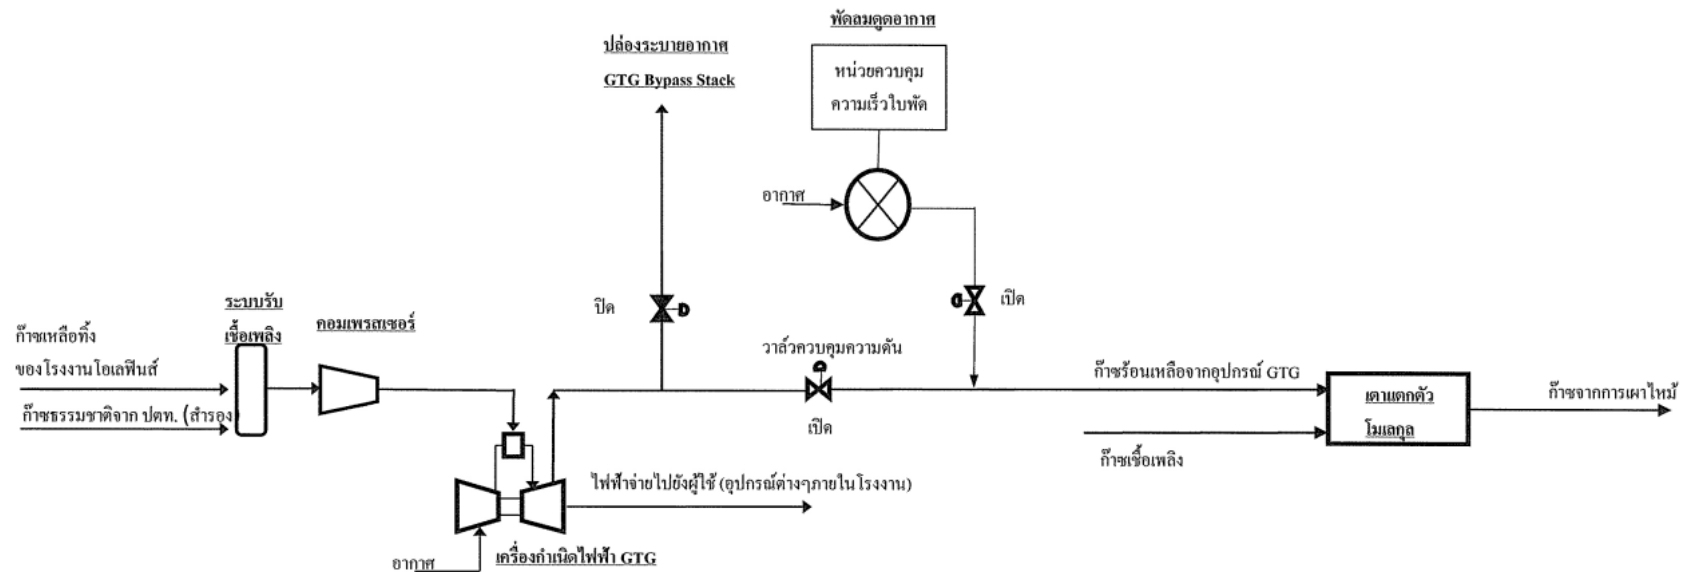 พัดลมดูดอากาศ
ปล่องระบายอากาศ
GTG Bypass Stack
หน่วยควบคุม
ความเร็วใบพัด
อากาศ
ระบบรับ
เชื้อเพลิง
คอมเพรสเซอร์
ปิด
D
D
เปิด
ก๊าซเหลือทิ้ง
ของโรงงานโอเลฟินส์
ก๊าซธรรมชาติจาก ปตท. (สำรอง)
วาล์วควบคุมความดัน
D
เปิด
ก๊าซร้อนเหลือจากอุปกรณ์ GTG
เตาแตกตัว
โมเลกุล
ก๊าซจากการเผาไหม้
ก๊าซเชื้อเพลิง
ไฟฟ้าจ่ายไปยังผู้ใช้ (อุปกรณ์ต่างๆภายในโรงงาน)
เครื่องกำเนิดไฟฟ้า GTG
อากาศ